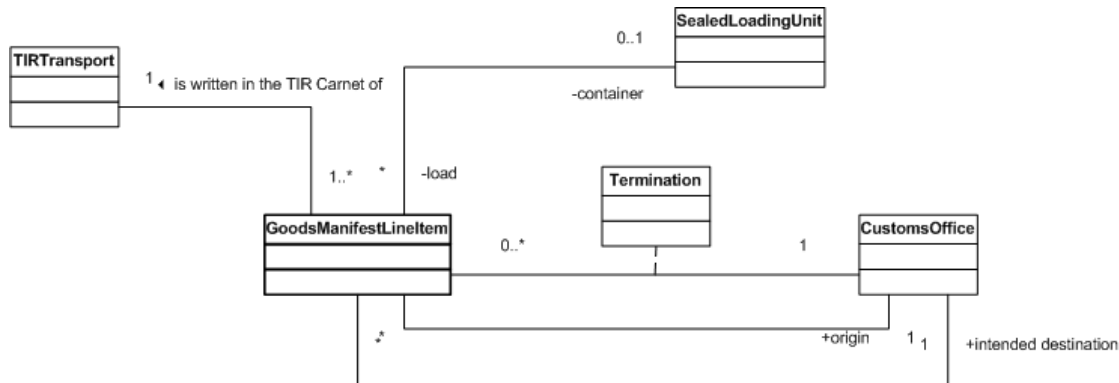 SealedLoadingUnit
0..1
TIRTransport
1 ◄ is written in the TIR Carnet of
-container
1..*
*
-load
Termination
GoodsManifestLineItem
CustomsOffice
0..*
1
*
*
+origin
1
1
+intended destination